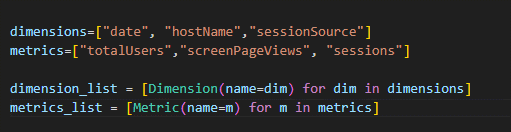 dimensions=["date", "hostName","sessionSource"]
metrics=["totalUsers","screenPageViews", "sessions"]
dimension_list = [Dimension(name=dim) for dim in dimensions]
metrics_list = [Metric(name=m) for m in metrics]